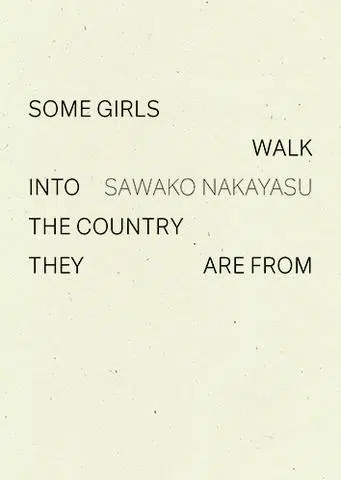 SOME GIRLS
WALK
INTO SAWAKO NAKAYASU
THE COUNTRY
THEY ARE FROM